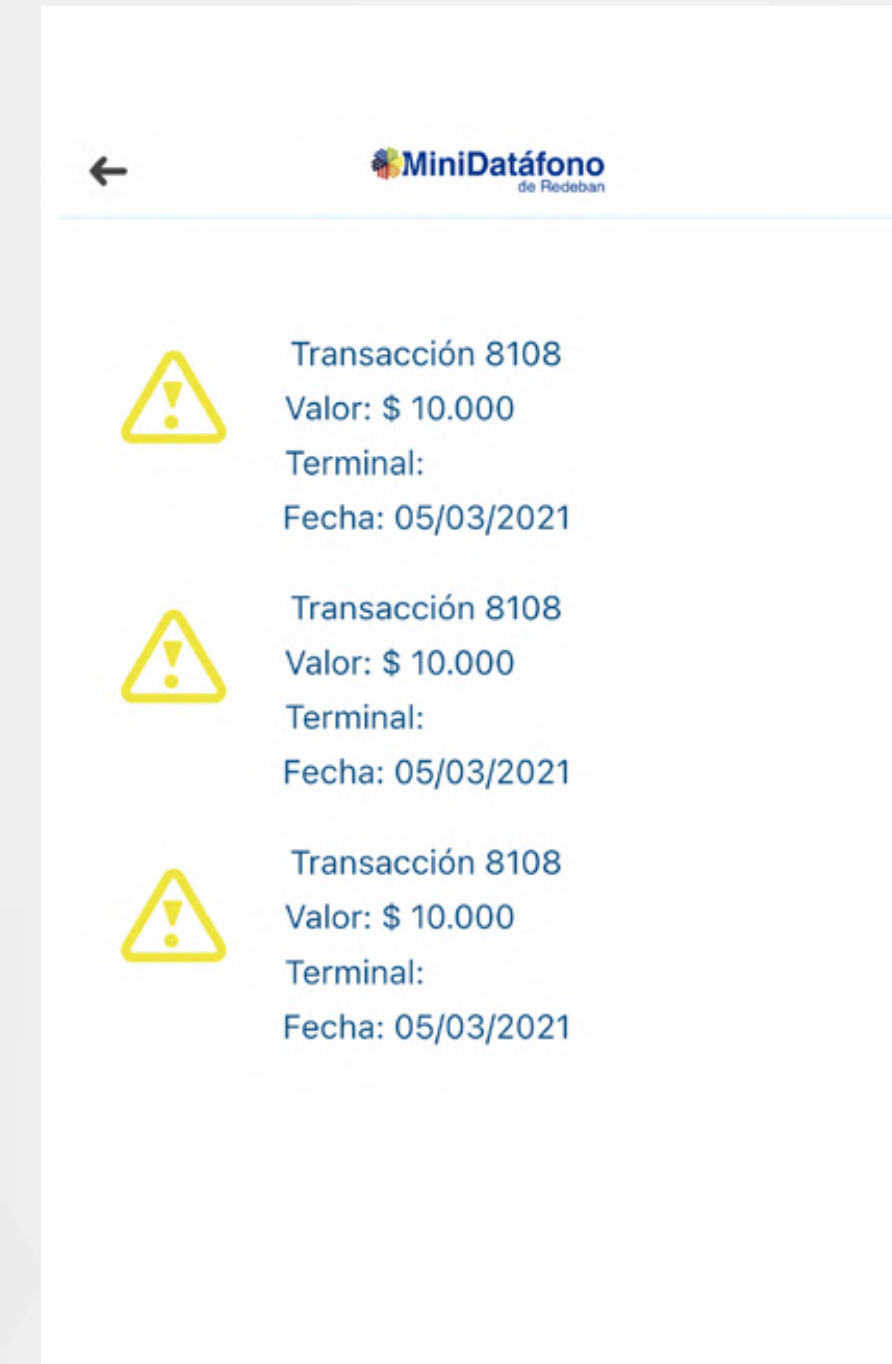 MiniDatáfono
de Redeban
Transacción 8108
Valor: $ 10.000
Terminal:
Fecha: 05/03/2021
Transacción 8108
Valor: $ 10.000
Terminal:
Fecha: 05/03/2021
Transacción 8108
Valor: $ 10.000
Terminal:
Fecha: 05/03/2021